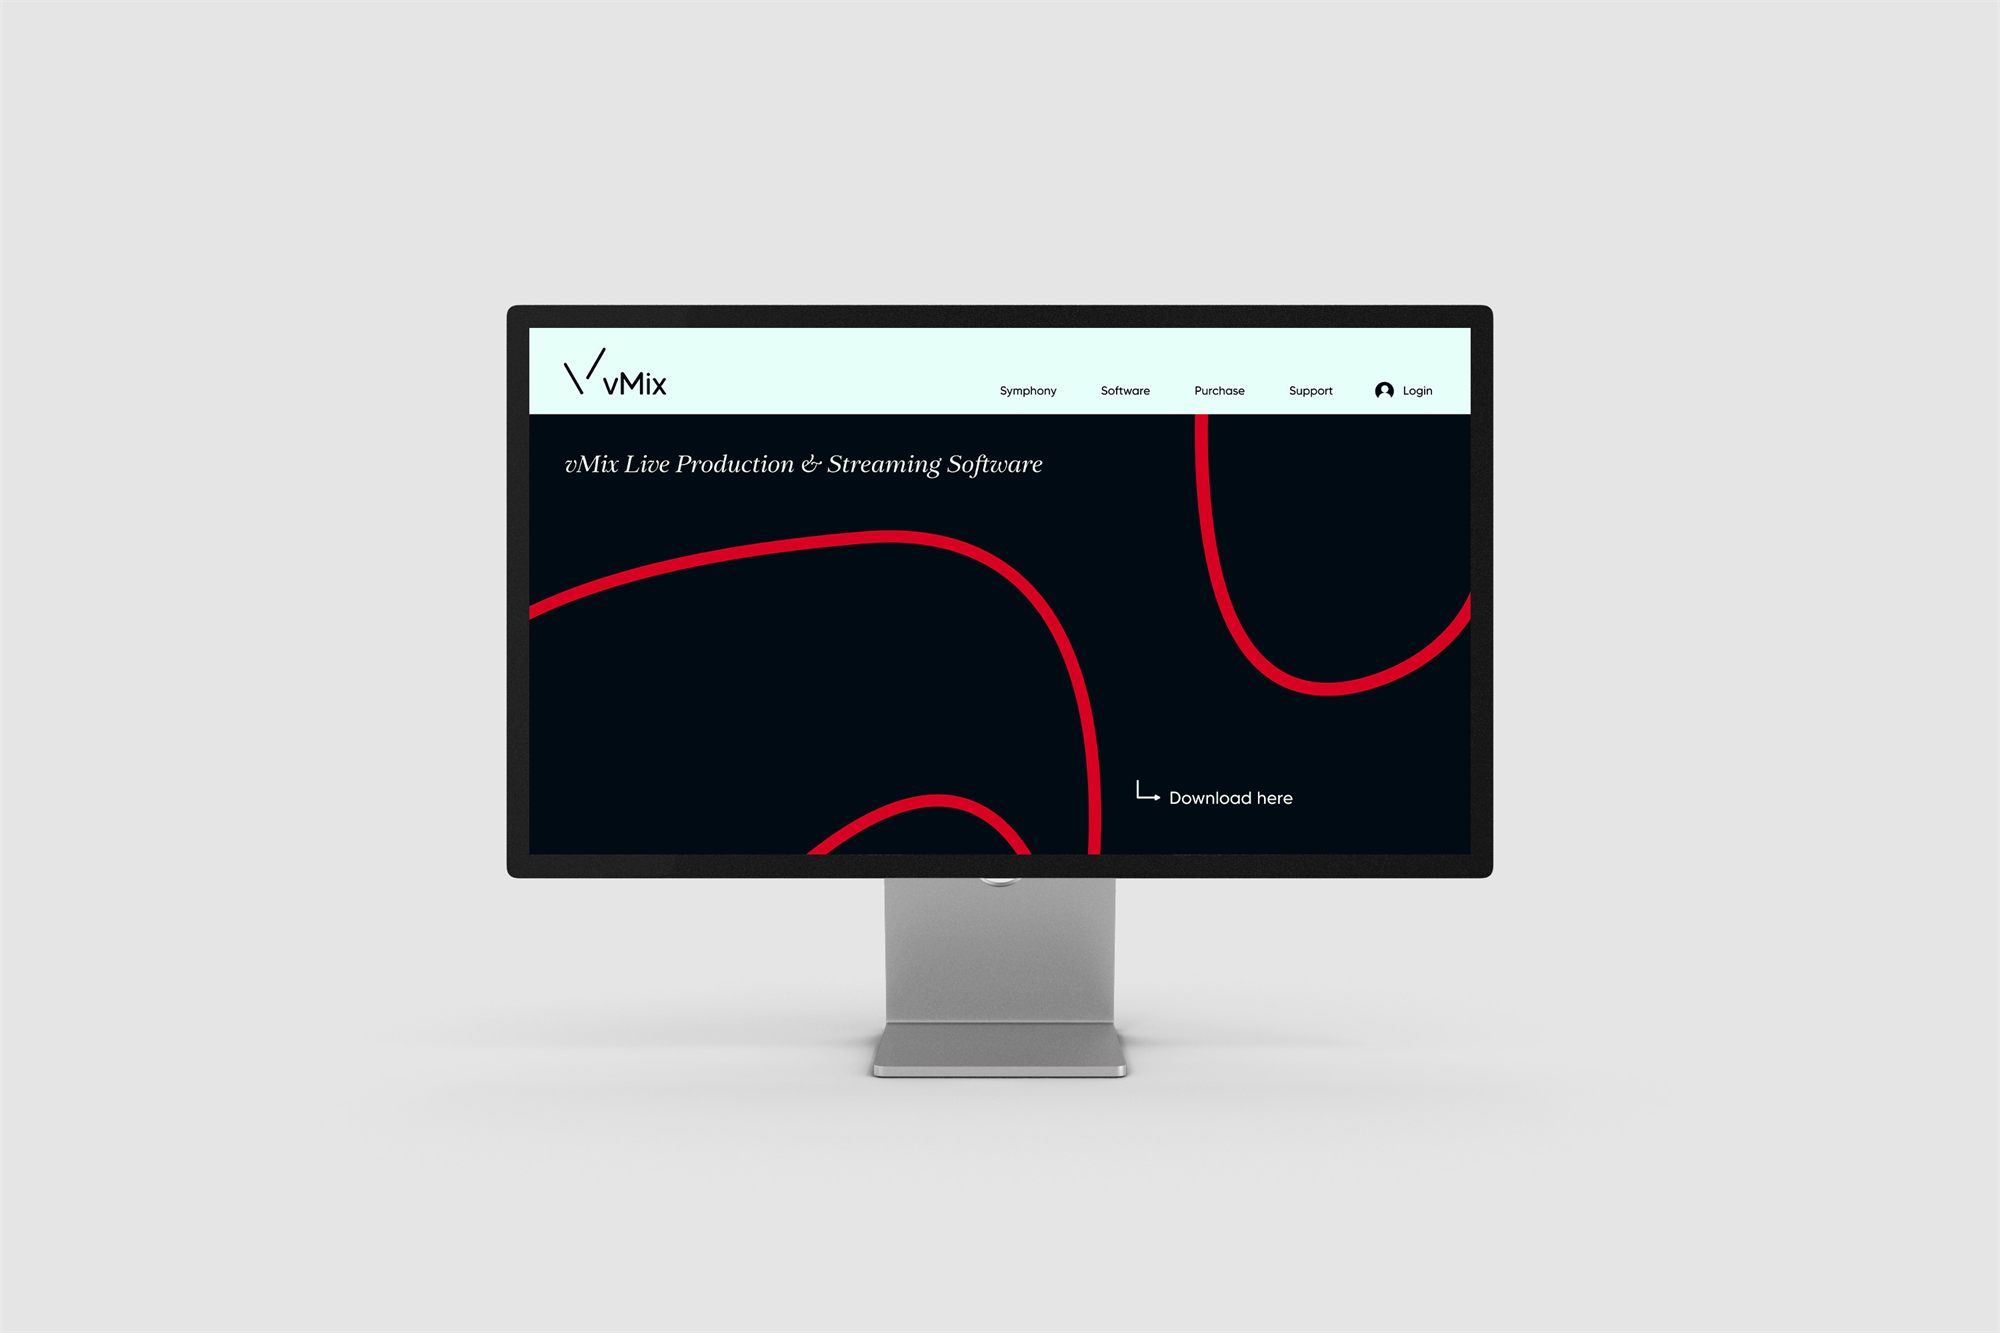 vMix
Symphony
Software
Purchase
Support
Login
vMix Live Production & Streaming Software
Download here